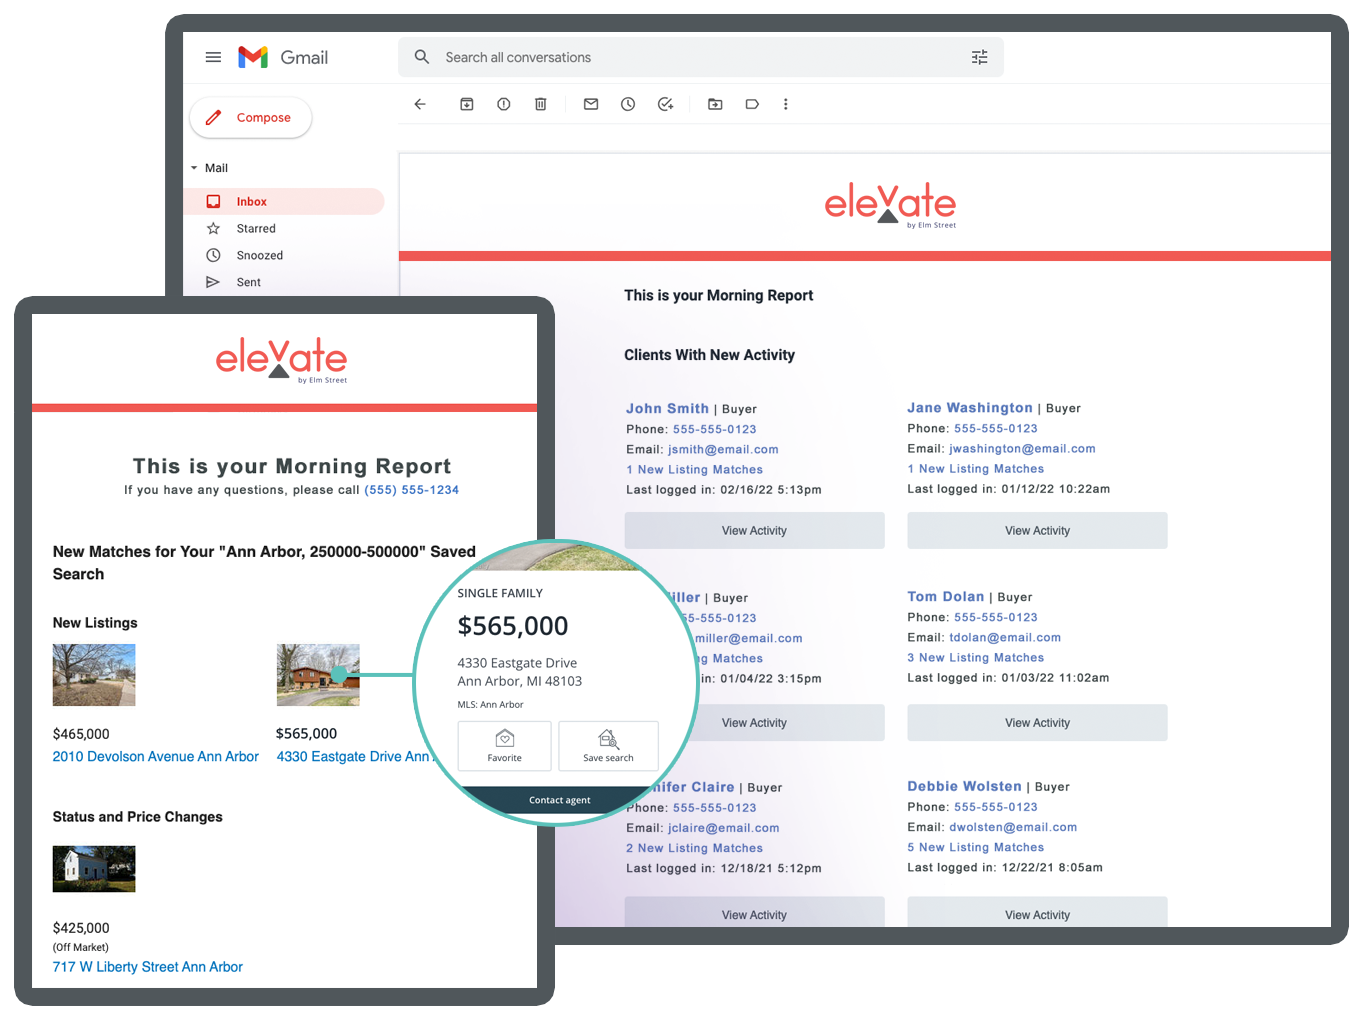 Gmail
Search all conversations
Compose
Mail
Inbox
Starred
Snoozed
Sent
elevate
by Elm Street
This is your Morning Report
Clients With New Activity
John Smith | Buyer
Phone: 555-555-0123
Email: jsmith@email.com
1 New Listing Matches
Last logged in: 02/16/22 5:13pm
View Activity
Jane Washington | Buyer
Phone: 555-555-0123
Email: jwashington@email.com
1 New Listing Matches
Last logged in: 01/12/22 10:22am
View Activity
iller | Buyer
55-555-0123
miller@email.com
Matches
in: 01/04/22 3:15pm
View Activity
Tom Dolan | Buyer
Phone: 555-555-0123
Email: tdolan@email.com
3 New Listing Matches
Last logged in: 01/03/22 11:02am
View Activity
nifer Claire | Buyer
Phone: 555-555-0123
Email: jclaire@email.com
2 New Listing Matches
Last logged in: 12/18/21 5:12pm
View Activity
Debbie Wolsten | Buyer
Phone: 555-555-0123
Email: dwolsten@email.com
5 New Listing Matches
Last logged in: 12/22/21 8:05am
View Activity
elevate
by Elm Street
This is your Morning Report
If you have any questions, please call (555) 555-1234
New Matches for Your "Ann Arbor, 250000-500000" Saved
Search
New Listings
$465,000
2010 Devolson Avenue Ann Arbor
$565,000
4330 Eastgate Drive Ann
Status and Price Changes
$425,000
(Off Market)
717 W Liberty Street Ann Arbor
SINGLE FAMILY
$565,000
4330 Eastgate Drive
Ann Arbor, MI 48103
MLS: Ann Arbor
Favorite
Save search
Contact agent